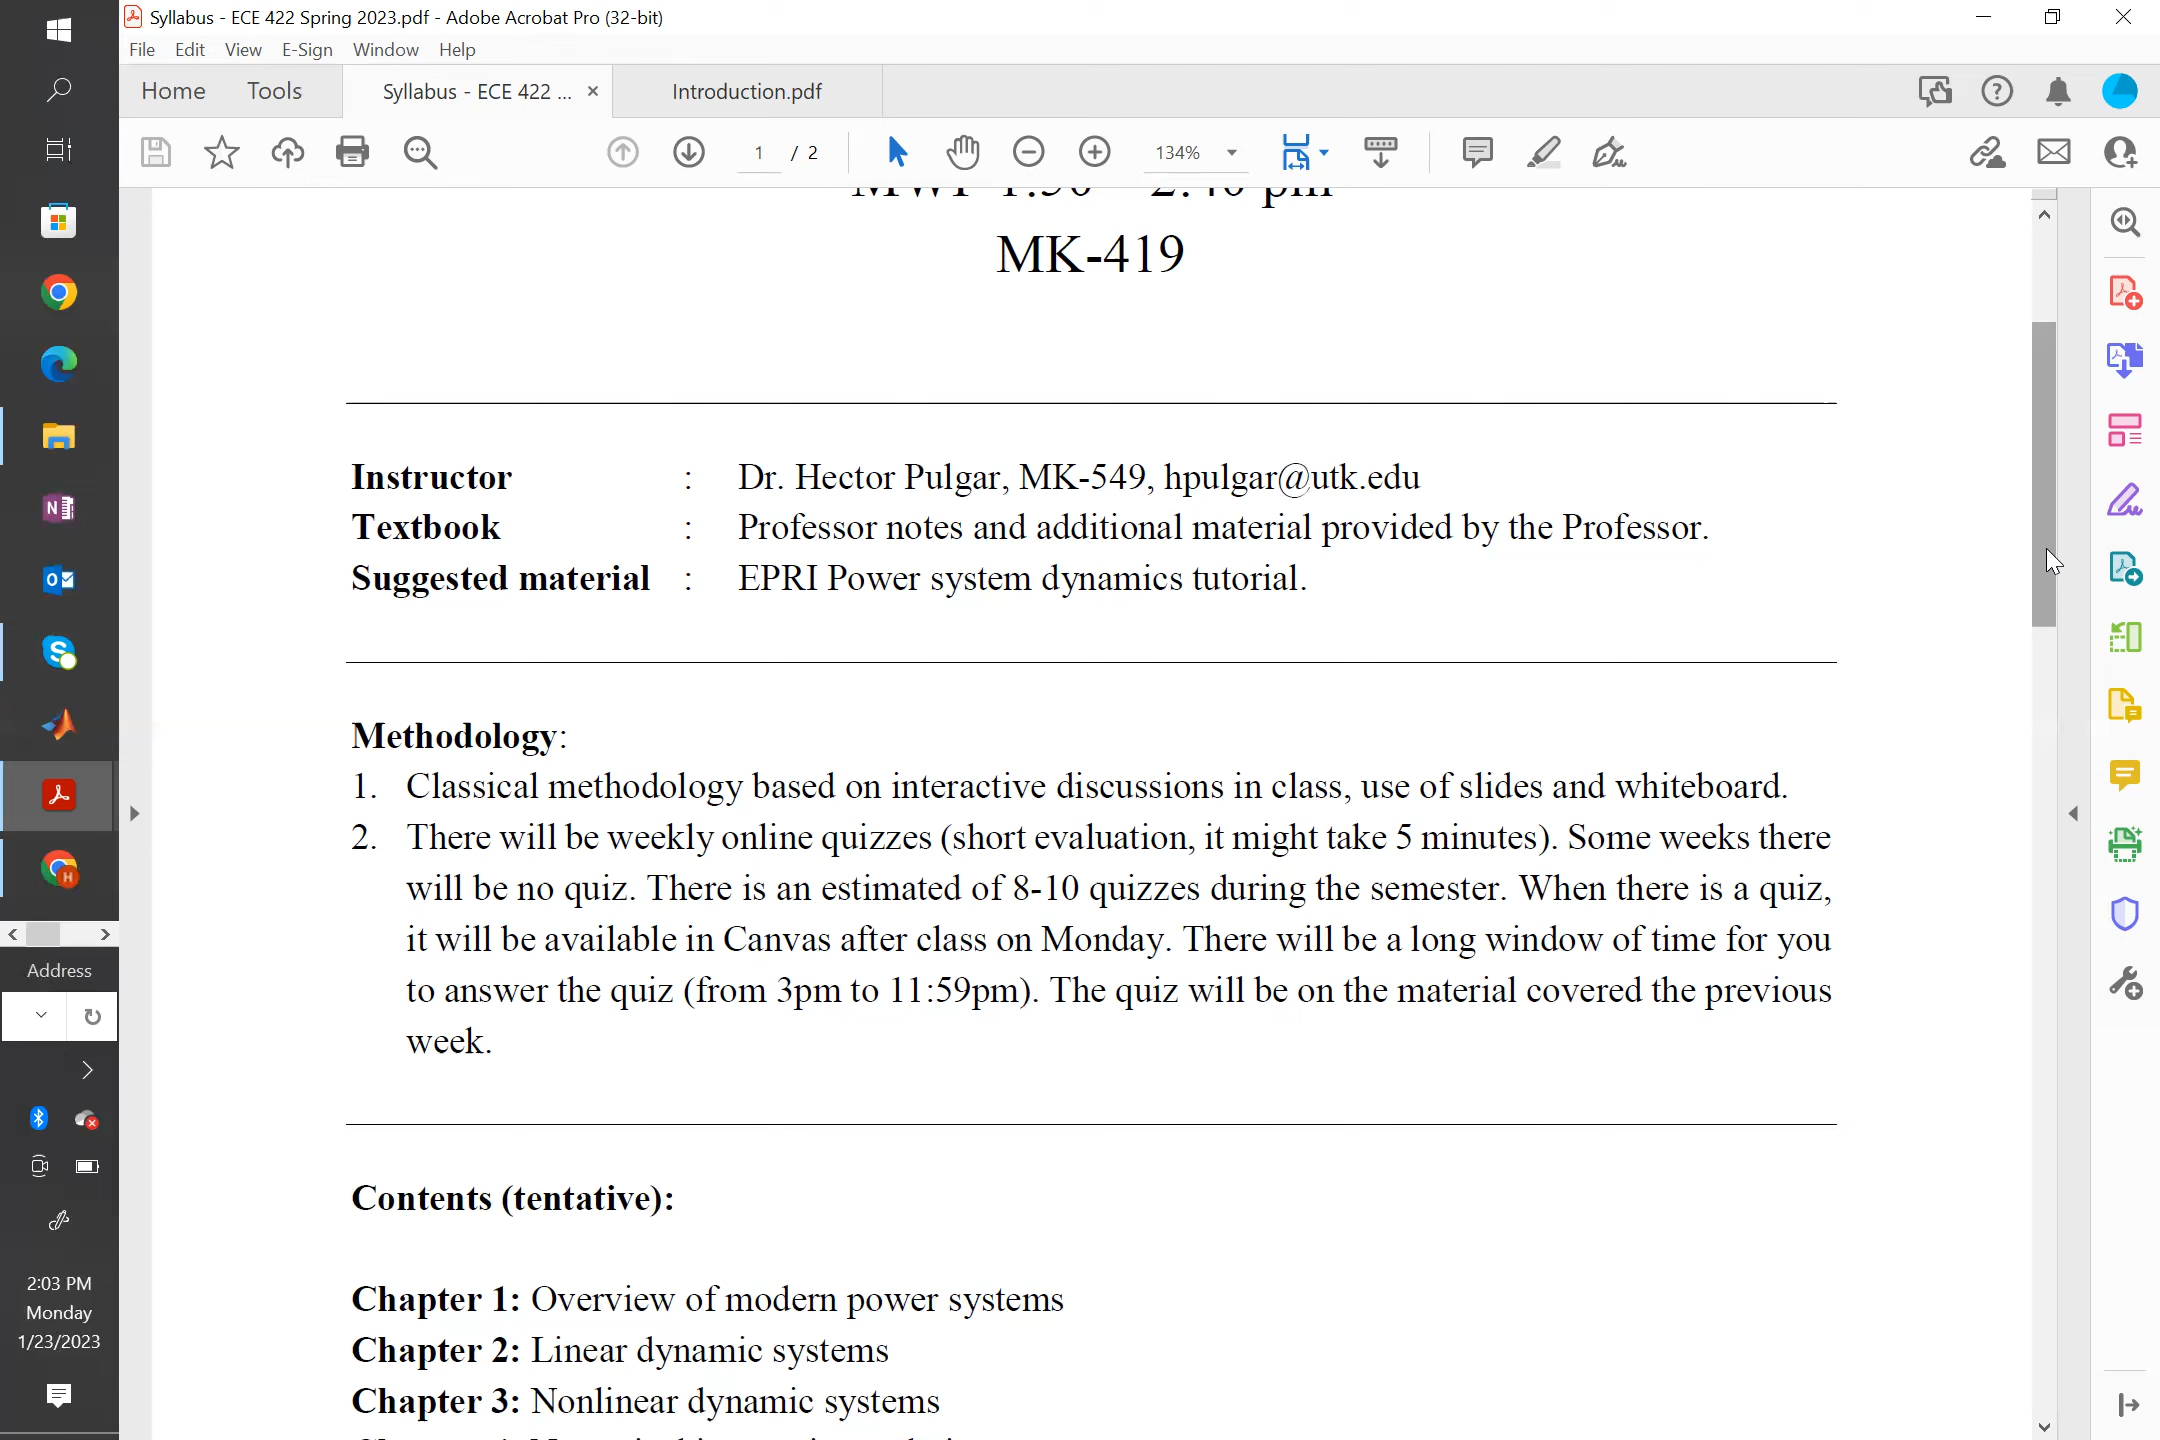 Syllabus - ECE 422 Spring 2023.pdf - Adobe Acrobat Pro (32-bit)
File Edit View E-Sign Window Help
Home Tools Syllabus - ECE 422 ... × Introduction.pdf
1 / 2 134%
MK-419
Instructor : Dr. Hector Pulgar, MK-549, hpulgar@utk.edu
Textbook : Professor notes and additional material provided by the Professor.
Suggested material : EPRI Power system dynamics tutorial.
Methodology:
1. Classical methodology based on interactive discussions in class, use of slides and whiteboard.
2. There will be weekly online quizzes (short evaluation, it might take 5 minutes). Some weeks there
will be no quiz. There is an estimated of 8-10 quizzes during the semester. When there is a quiz,
it will be available in Canvas after class on Monday. There will be a long window of time for you
to answer the quiz (from 3pm to 11:59pm). The quiz will be on the material covered the previous
week.
Contents (tentative):
Chapter 1: Overview of modern power systems
Chapter 2: Linear dynamic systems
Chapter 3: Nonlinear dynamic systems
Address
2:03 PM
Monday
1/23/2023